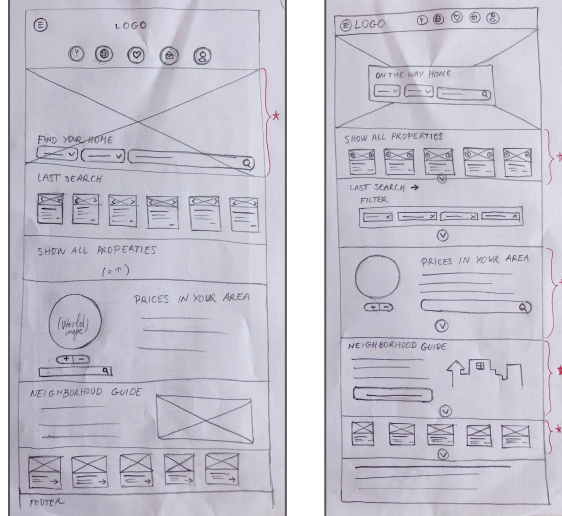 LOGO
FIND YOUR HOME
LAST SEARCH
SHOW ALL PROPERTIES
(= ↑)
PRICES IN YOUR AREA
(World)
image
+ -
NEIGHBORHOOD GUIDE
FOOTER
LOGO
ON THE WAY HOME
SHOW ALL PROPERTIES
LAST SEARCH →
FILTER
PRICES IN YOUR AREA
+ -
NEIGHBORHOOD GUIDE